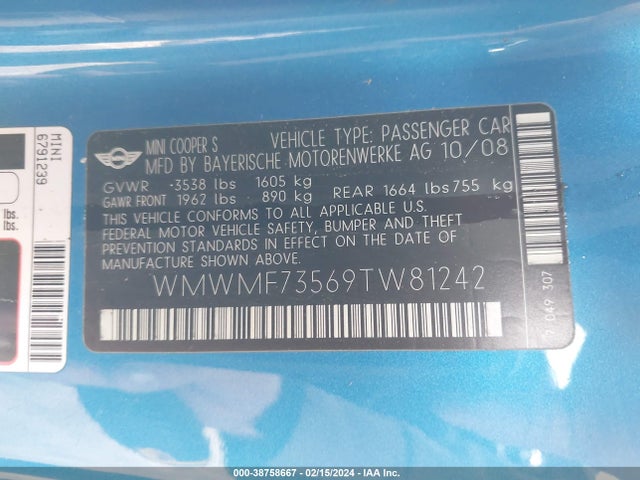 MINI COOPER S VEHICLE TYPE: PASSENGER CAR
MFD BY BAYERISCHE MOTORENWERKE AG 10/08
GVWR -3538 lbs 1605 kg
GAWR FRONT 1962 lbs 890 kg REAR 1664 lbs 755 kg
THIS VEHICLE CONFORMS TO ALL APPLICABLE U.S.
FEDERAL MOTOR VEHICLE SAFETY, BUMPER AND THEFT
PREVENTION STANDARDS IN EFFECT ON THE DATE OF
MANUFACTURE SHOWN ABOVE.
WMWMF73569TW81242
7 049 307
MINI
6791239
lbs.
lbs.
000-38758667 - 02/15/2024 - IAA Inc.